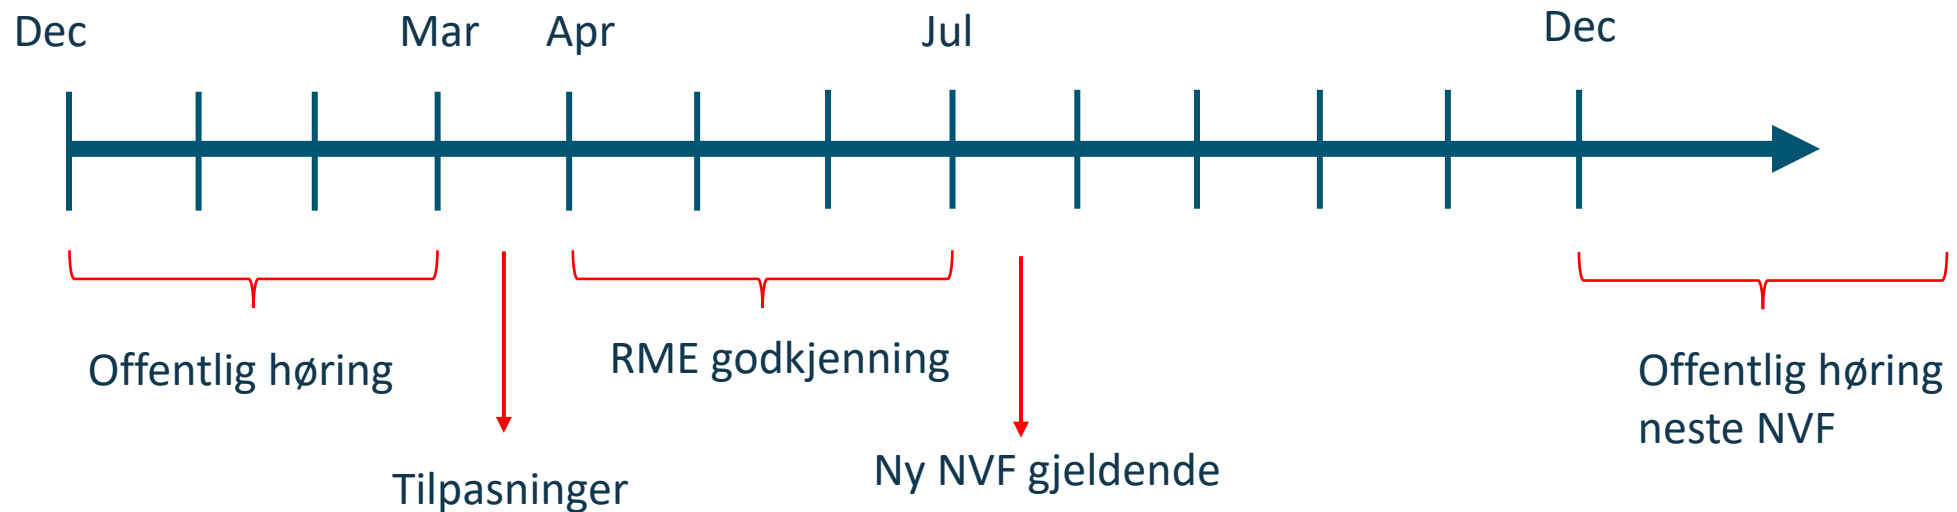 Dec
Mar
Apr
Jul
Dec
Offentlig høring
Tilpasninger
RME godkjenning
Ny NVF gjeldende
Offentlig høring
neste NVF